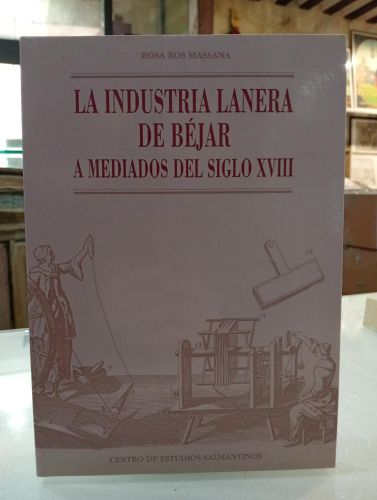 ROSA ROS MASSANA
LA INDUSTRIA LANERA
DE BÉJAR
A MEDIADOS DEL SIGLO XVIII
CENTRO DE ESTUDIOS SALMANTINOS